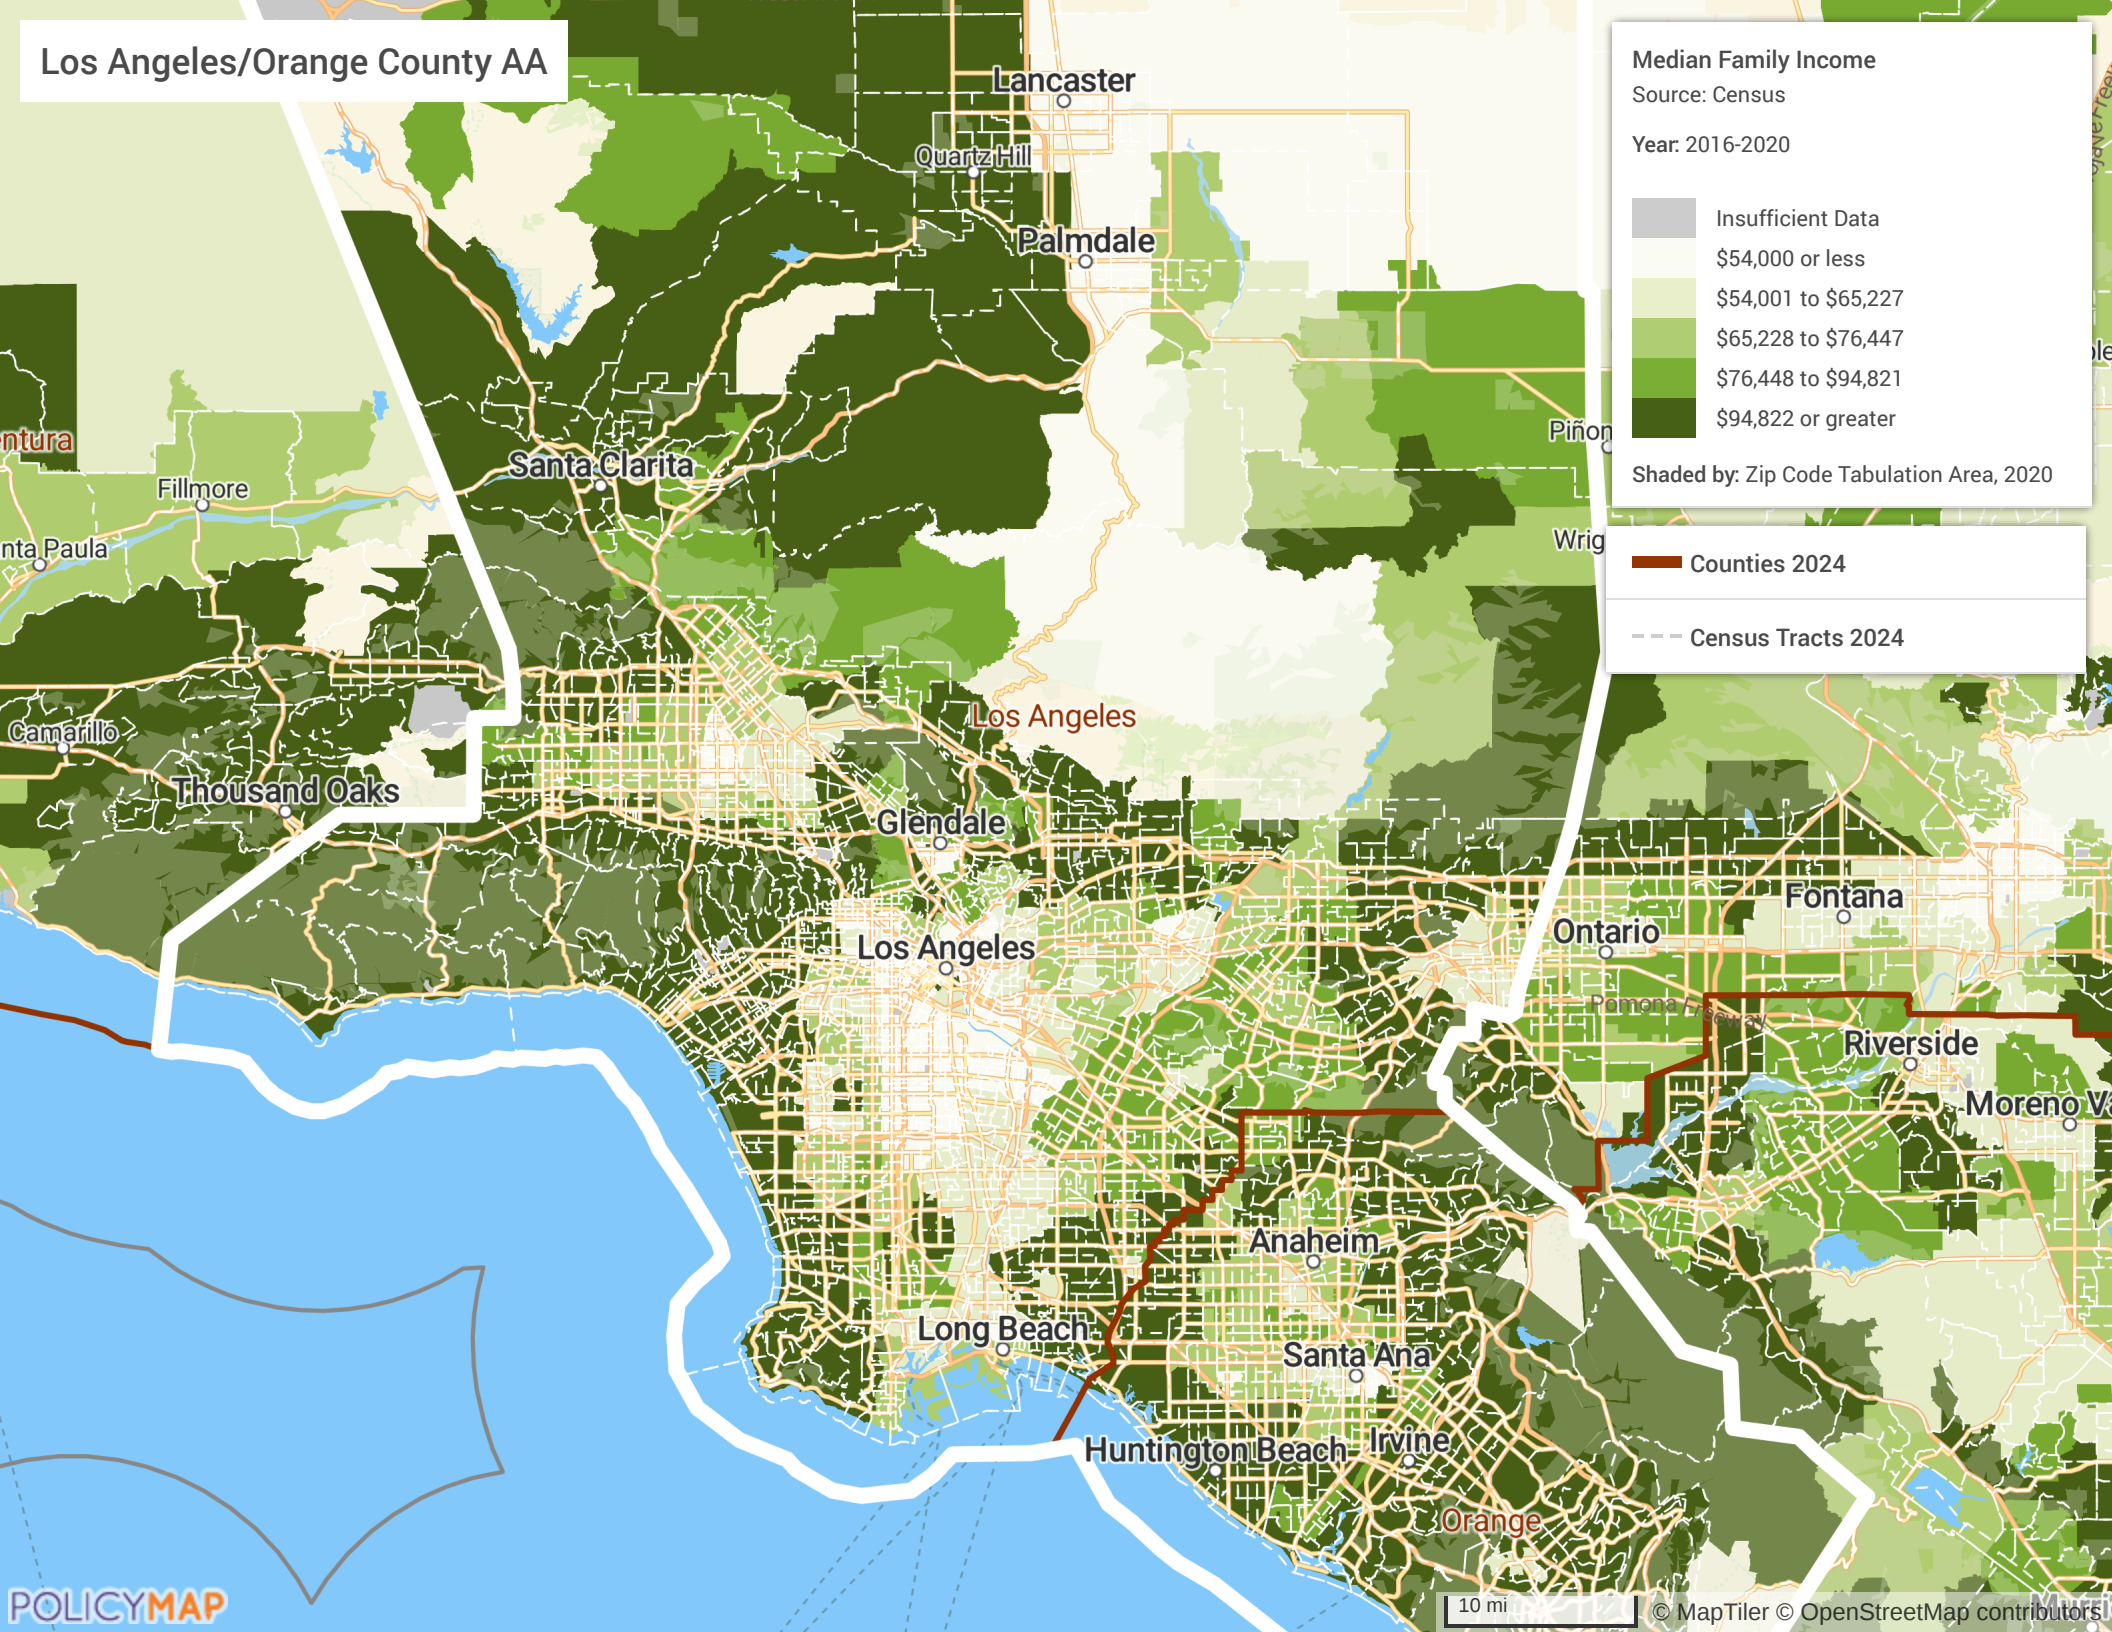 Los Angeles/Orange County AA
Median Family Income
Source: Census
Year: 2016-2020
Insufficient Data
$54,000 or less
$54,001 to $65,227
$65,228 to $76,447
$76,448 to $94,821
$94,822 or greater
Shaded by: Zip Code Tabulation Area, 2020
Counties 2024
Census Tracts 2024
Lancaster
Quartz Hill
Palmdale
Piñon
entura
Santa Clarita
Fillmore
nta Paula
Wrig
Los Angeles
Camarillo
Thousand Oaks
Glendale
Fontana
Ontario
Los Angeles
Pomona Freeway
Riverside
Moreno Va
Anaheim
Long Beach
Santa Ana
Huntington Beach
Irvine
Orange
POLICYMAP
10 mi
© MapTiler © OpenStreetMap contributors